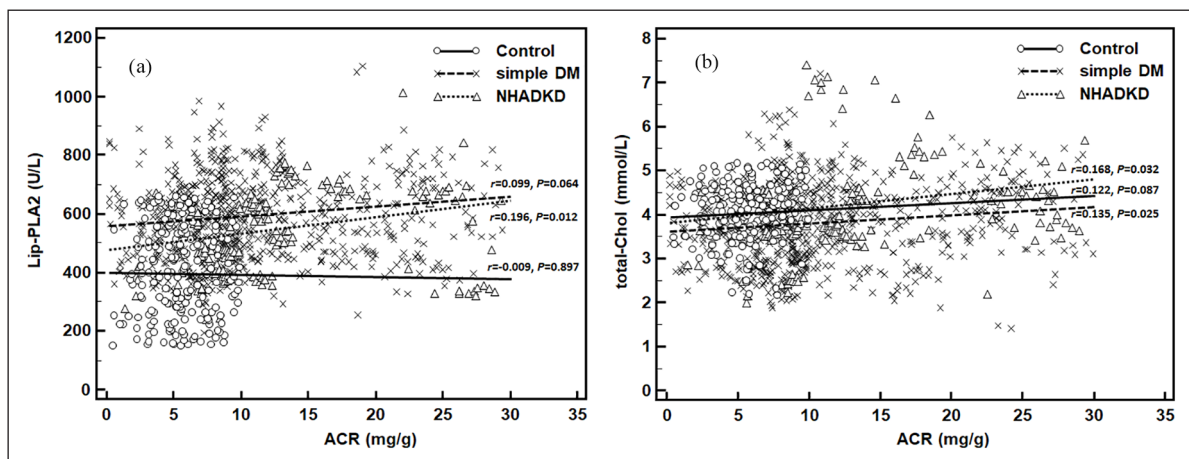 (a)
Control
simple DM
NHADKD
Lip-PLA2 (U/L)
1200
1000
800
600
400
200
0
r=0.099, P=0.064
r=0.196, P=0.012
r=-0.009, P=0.897
0 5 10 15 20 25 30 35
ACR (mg/g)
(b)
Control
simple DM
NHADKD
total-Chol (mmol/L)
8
7
6
5
4
3
2
1
0
r=0.168, P=0.032
r=0.122, P=0.087
r=0.135, P=0.025
0 5 10 15 20 25 30 35
ACR (mg/g)